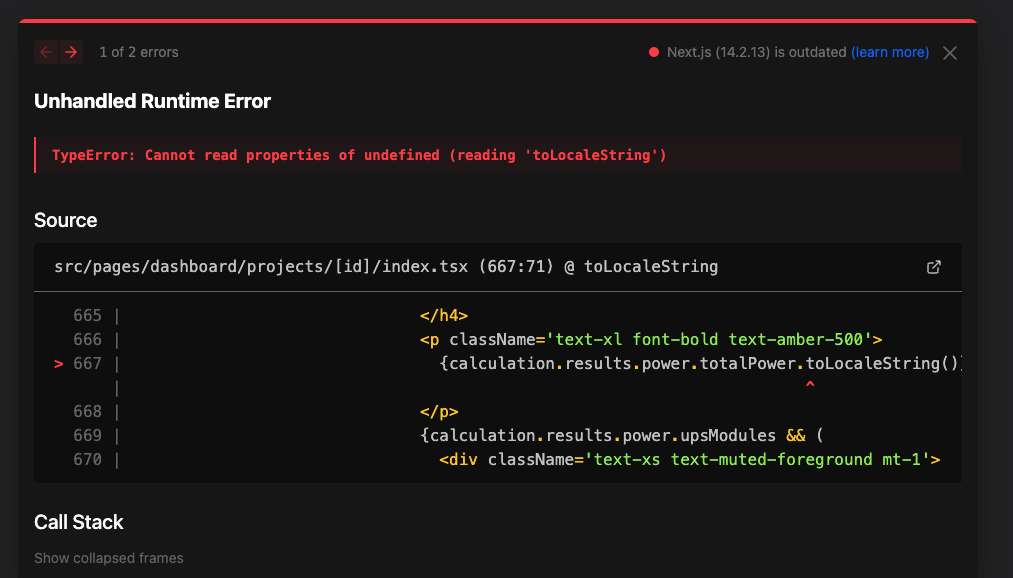 1 of 2 errors
Next.js (14.2.13) is outdated (learn more)
Unhandled Runtime Error
TypeError: Cannot read properties of undefined (reading 'toLocaleString')
Source
src/pages/dashboard/projects/[id]/index.tsx (667:71) @ toLocaleString
665 | </h4>
666 | <p className='text-xl font-bold text-amber-500'>
> 667 | {calculation.results.power.totalPower.toLocaleString()}
| ^
668 | </p>
669 | {calculation.results.power.upsModules && (
670 | <div className='text-xs text-muted-foreground mt-1'>
Call Stack
Show collapsed frames